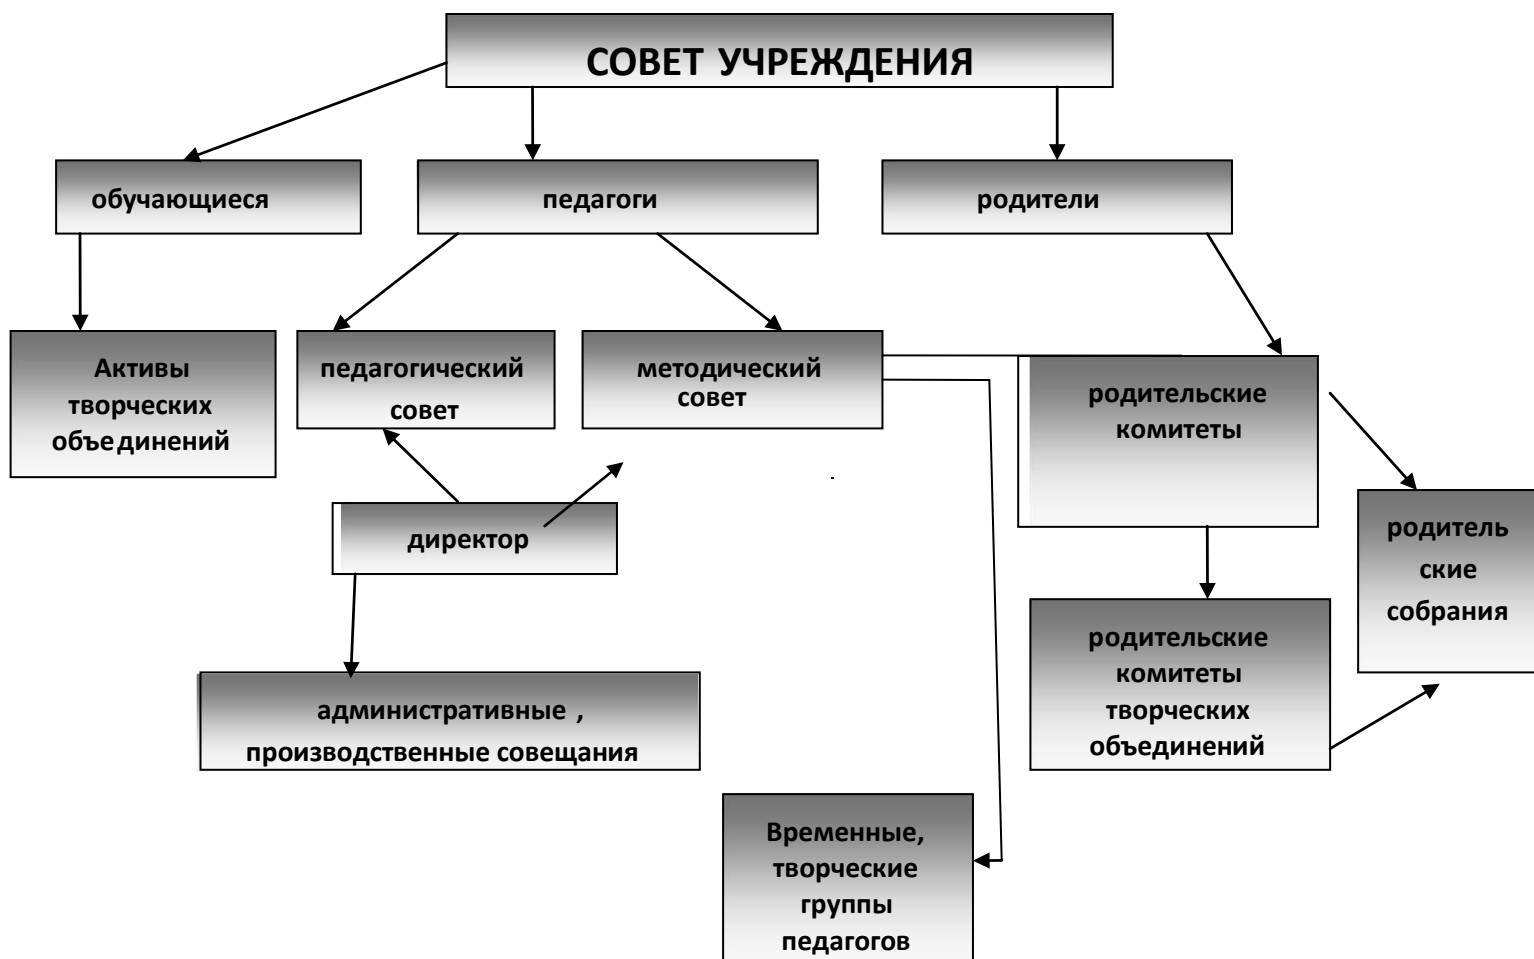 СОВЕТ УЧРЕЖДЕНИЯ
обучающиеся
педагоги
родители
Активы
творческих
объединений
педагогический
совет
методический
совет
родительские
комитеты
директор
родитель
ские
собрания
родительские
комитеты
творческих
объединений
административные ,
производственные совещания
Временные,
творческие
группы
педагогов